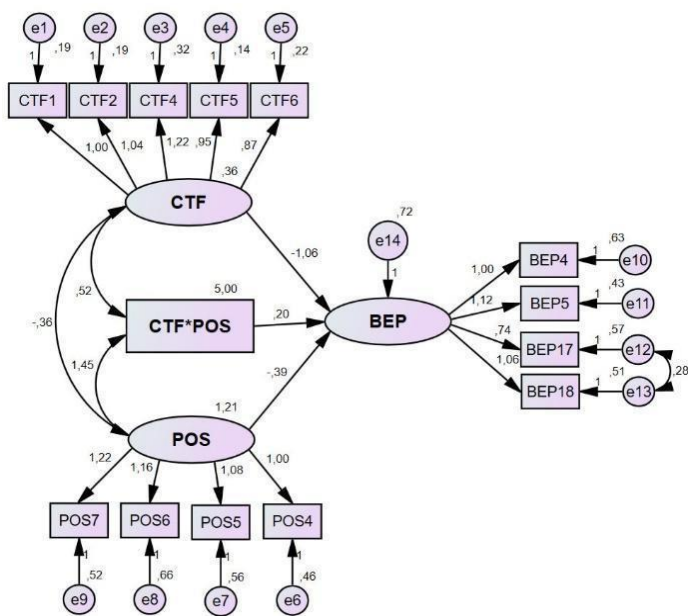 e1 e2 e3 e4 e5
,19 ,19 ,32 ,14 ,22
1 1 1 1 1
CTF1 CTF2 CTF4 CTF5 CTF6
1,00 1,04 1,22 ,95 ,87
,36
CTF
,72
e14
1
-1,06
,63
BEP4 1 e10
1,00
,43
BEP5 1 e11
1,12
,52
5,00
CTF*POS
,20
BEP
,74
,57
BEP17 1 e12
1,06
,51
BEP18 1 e13
,28
-,36
1,45
-,39
1,21
POS
1,22 1,16 1,08 1,00
POS7 POS6 POS5 POS4
1 1 1 1
,52 ,66 ,56 ,46
e9 e8 e7 e6